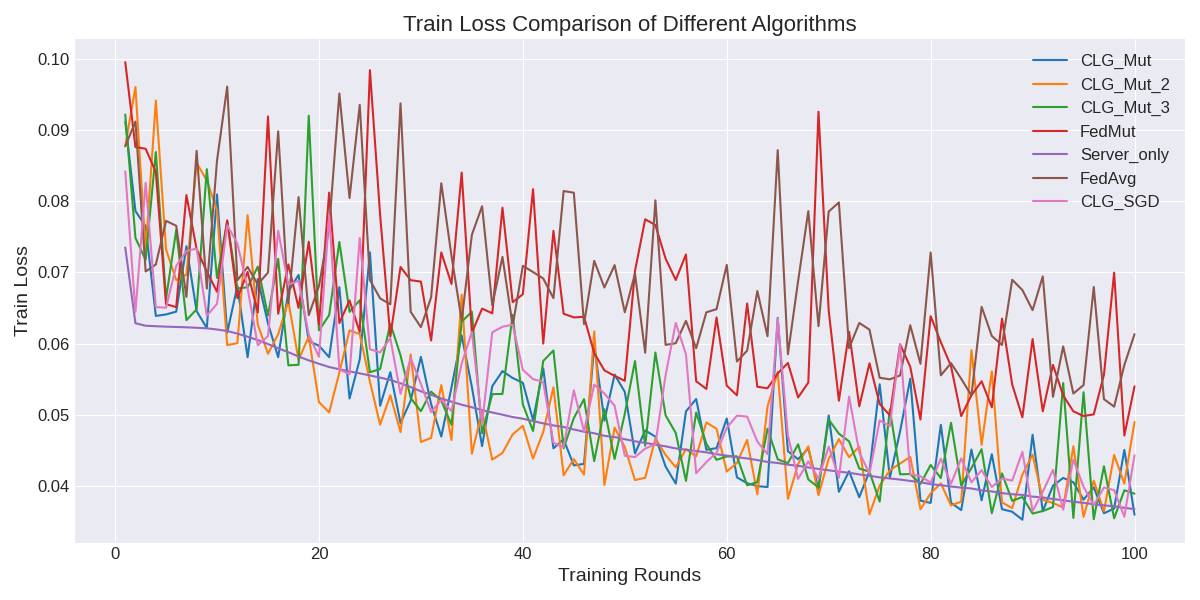 Train Loss Comparison of Different Algorithms
0.10
0.09
0.08
0.07
0.06
0.05
0.04
Train Loss
CLG_Mut
CLG_Mut_2
CLG_Mut_3
FedMut
Server_only
FedAvg
CLG_SGD
0 20 40 60 80 100
Training Rounds